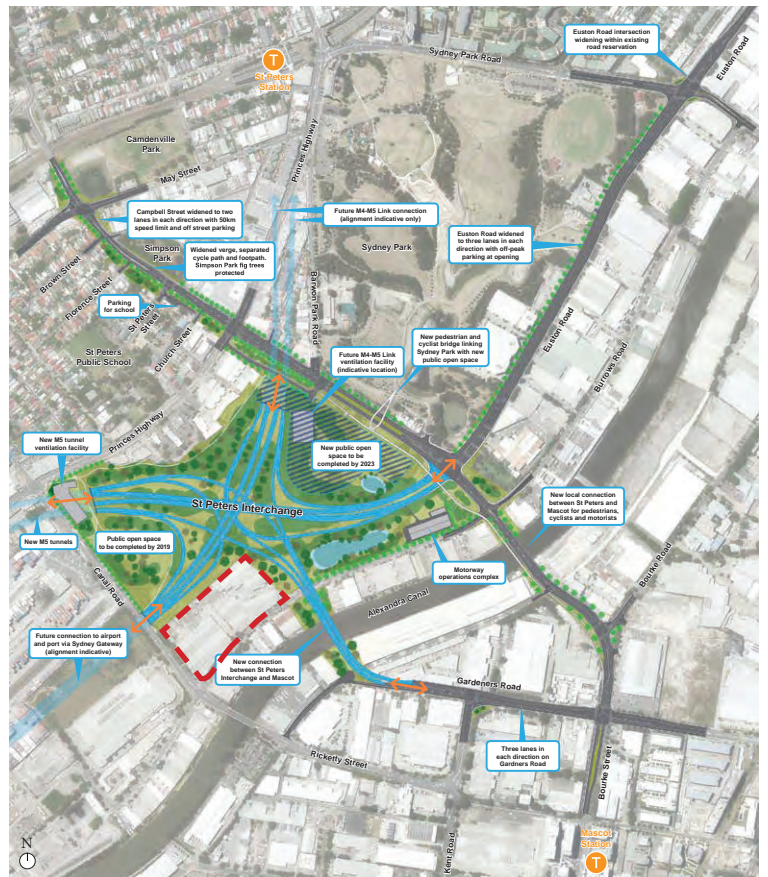 Euston Road intersection
widening within existing
road reservation
Euston Road
Sydney Park Road
T
St Peters
Station
Princes Highway
Camdenville
Park
May Street
Campbell Street widened to two
lanes in each direction with 50km
speed limit and off street parking
Future M4-M5 Link connection
(alignment indicative only)
Sydney Park
Euston Road widened
to three lanes in each
direction with off-peak
parking at opening
Simpson
Park
Widened verge, separated
cycle path and footpath.
Simpson Park fig trees
protected
Brown Street
Florence Street
St Peters
Street
Church Street
Parking
for school
Barwon Park Road
St Peters
Public School
New pedestrian and
cyclist bridge linking
Sydney Park with new
public open space
Euston Road
Burrows Road
Future M4-M5 Link
ventilation facility
(indicative location)
Princes Highway
New M5 tunnel
ventilation facility
New public open
space to be
completed by 2023
St Peters Interchange
New local connection
between St Peters and
Mascot for pedestrians,
cyclists and motorists
New M5 tunnels
Public open space
to be completed by 2019
Motorway
operations complex
Bourke Road
Canal Road
Alexandra Canal
Future connection to airport
and port via Sydney Gateway
(alignment indicative)
New connection
between St Peters
Interchange and Mascot
Gardeners Road
Ricketty Street
Three lanes in
each direction on
Gardners Road
Bourke Street
Kent Road
Mascot
Station
T
N